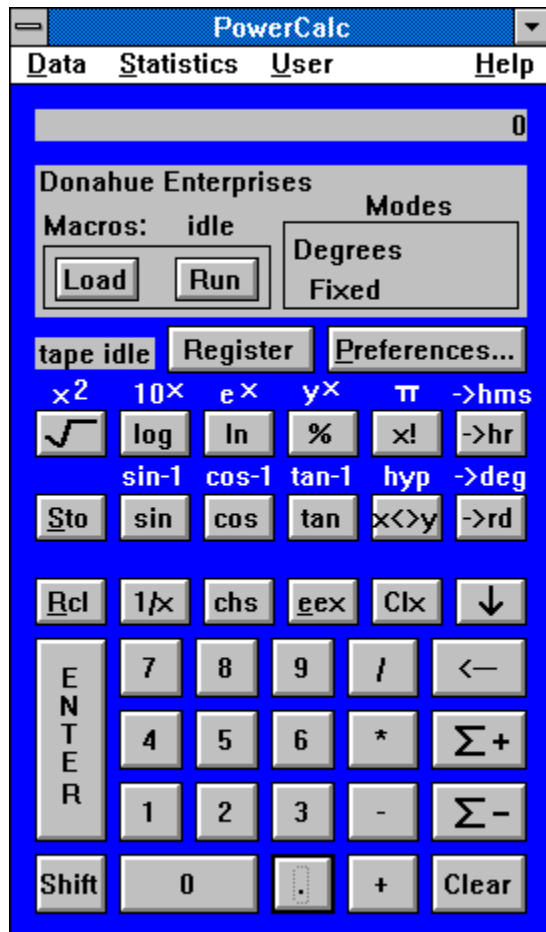 PowerCalc
Data Statistics User Help
0
Donahue Enterprises
Macros: idle Modes
Load Run Degrees
Fixed
tape idle Register Preferences...
x² 10ˣ eˣ yˣ π ->hms
√ log ln % x! ->hr
sin-1 cos-1 tan-1 hyp ->deg
Sto sin cos tan x<>y ->rd
Rcl 1/x chs eex Clx ↓
ENTER
7 8 9 / <—
4 5 6 * Σ+
1 2 3 - Σ-
Shift 0 . + Clear